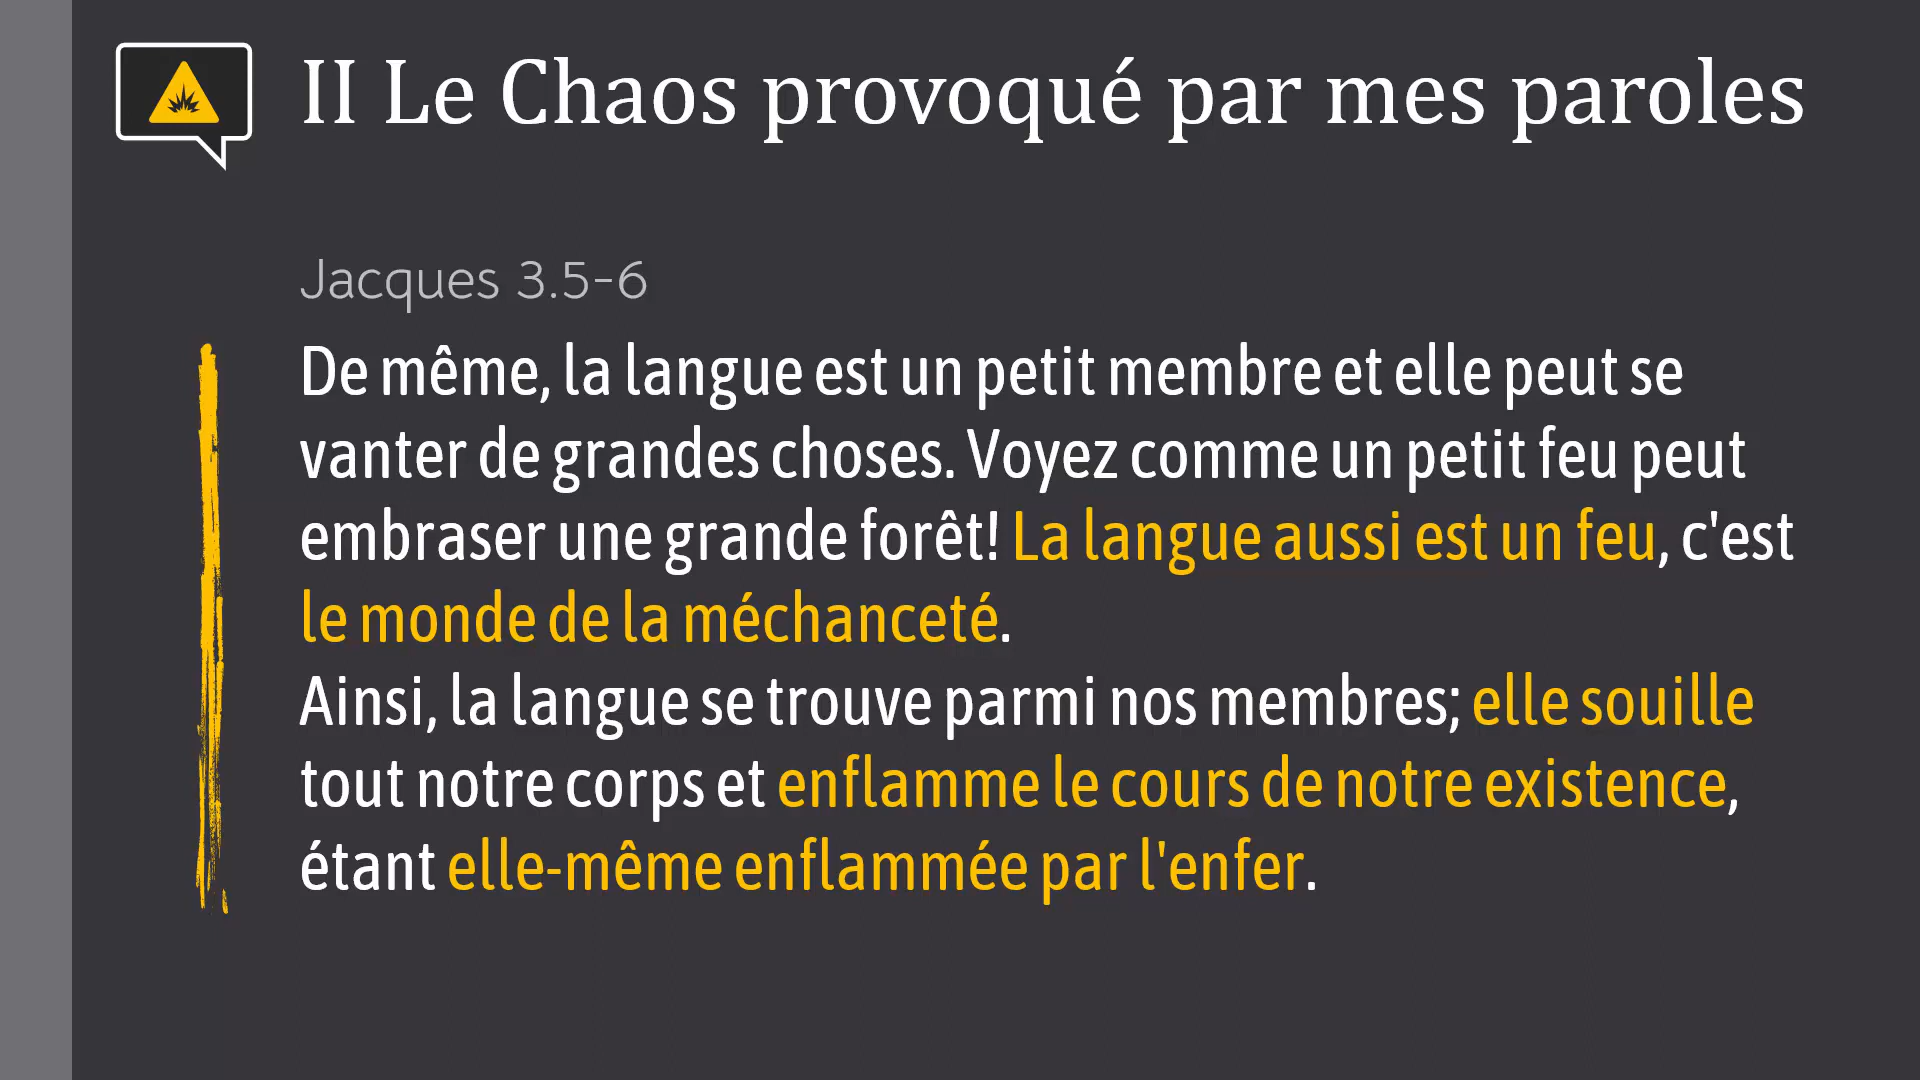 II Le Chaos provoqué par mes paroles
Jacques 3.5-6
De même, la langue est un petit membre et elle peut se
vanter de grandes choses. Voyez comme un petit feu peut
embraser une grande forêt! La langue aussi est un feu, c'est
le monde de la méchanceté.
Ainsi, la langue se trouve parmi nos membres; elle souille
tout notre corps et enflamme le cours de notre existence,
étant elle-même enflammée par l'enfer.